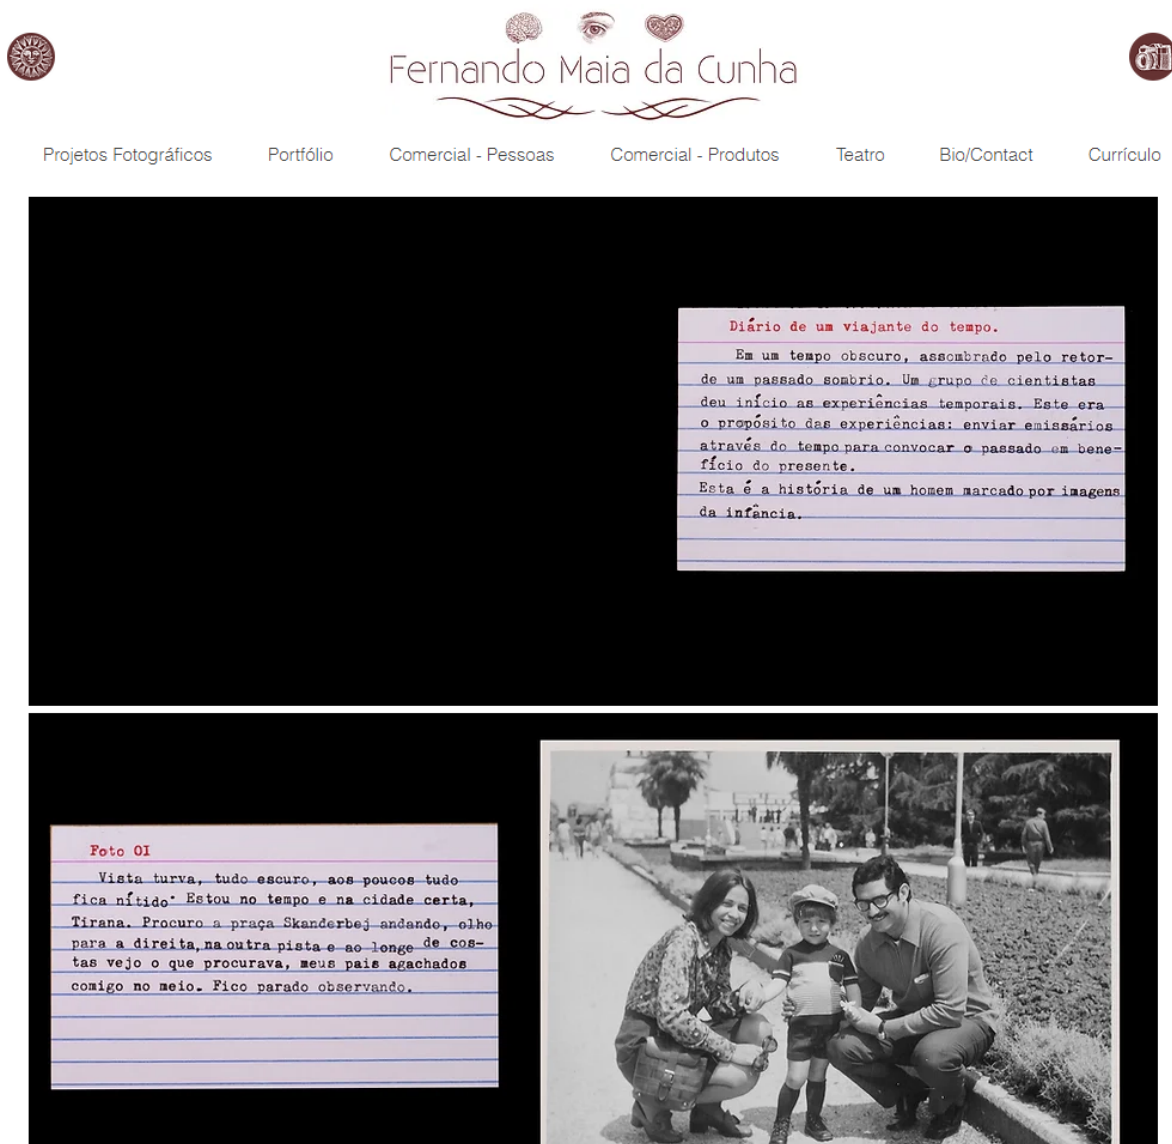 Fernando Maia da Cunha
Projetos Fotográficos Portfólio Comercial - Pessoas Comercial - Produtos Teatro Bio/Contact Currículo
Diário de um viajante do tempo.
Em um tempo obscuro, assombrado pelo retor-
de um passado sombrio. Um grupo de cientistas
deu início as experiências temporais. Este era
o propósito das experiências: enviar emissários
através do tempo para convocar o passado em bene-
fício do presente.
Esta é a história de um homem marcado por imagens
da infância.
Foto 01
Vista turva, tudo escuro, aos poucos tudo
fica nítido. Estou no tempo e na cidade certa,
Tirana. Procuro a praça Skanderbej andando, olho
para a direita, na outra pista e ao longe de cos-
tas vejo o que procurava, meus pais agachados
comigo no meio. Fico parado observando.